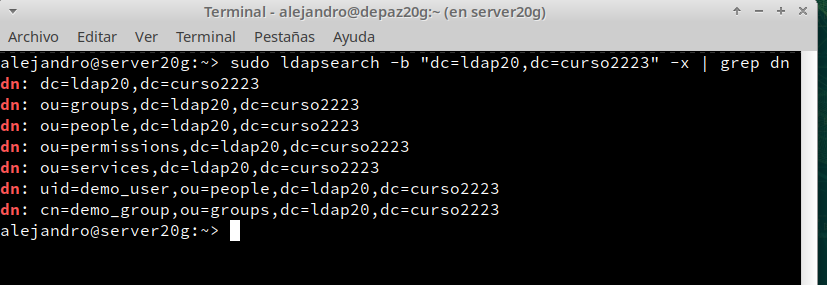 Terminal - alejandro@depaz20g:~ (en server20g)
Archivo Editar Ver Terminal Pestañas Ayuda
alejandro@server20g:~> sudo ldapsearch -b "dc=ldap20,dc=curso2223" -x | grep dn
dn: dc=ldap20,dc=curso2223
dn: ou=groups,dc=ldap20,dc=curso2223
dn: ou=people,dc=ldap20,dc=curso2223
dn: ou=permissions,dc=ldap20,dc=curso2223
dn: ou=services,dc=ldap20,dc=curso2223
dn: uid=demo_user,ou=people,dc=ldap20,dc=curso2223
dn: cn=demo_group,ou=groups,dc=ldap20,dc=curso2223
alejandro@server20g:~>